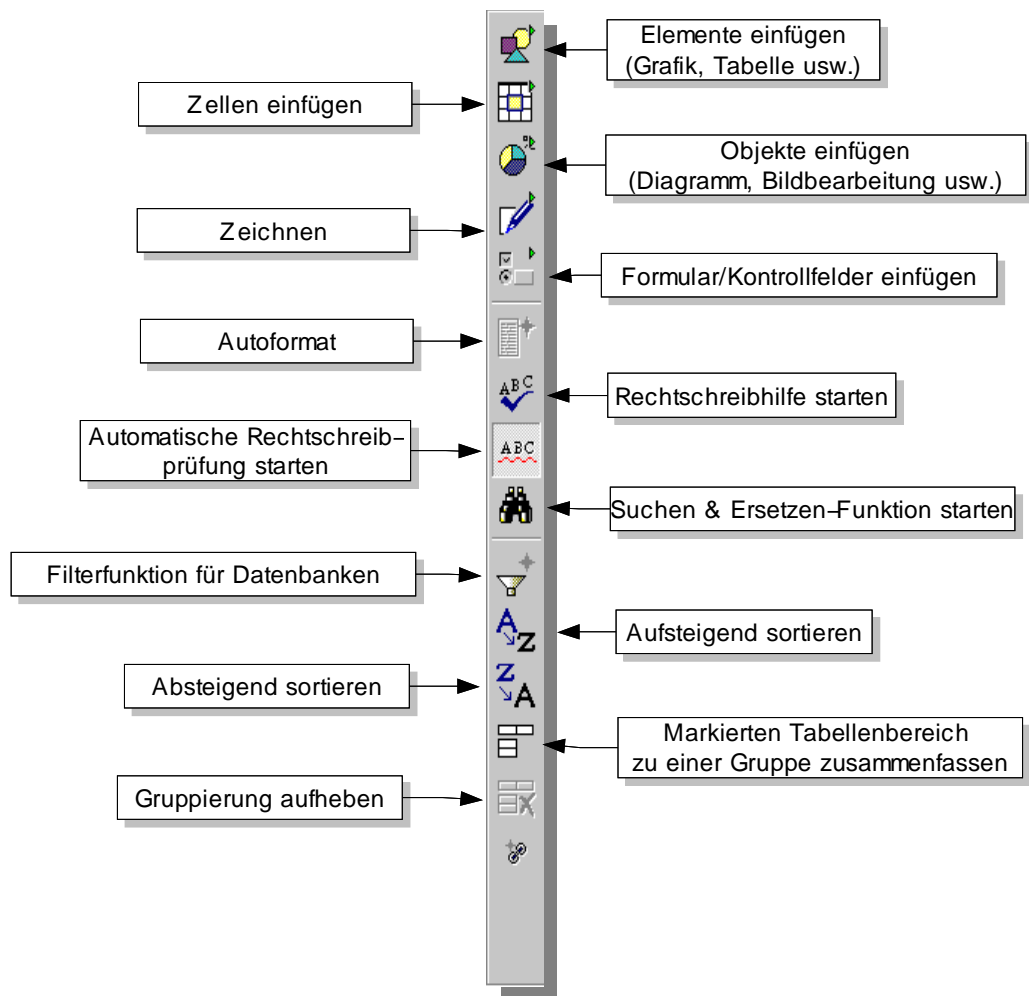 Elemente einfügen
(Grafik, Tabelle usw.)
Zellen einfügen
Objekte einfügen
(Diagramm, Bildbearbeitung usw.)
Zeichnen
Formular/Kontrollfelder einfügen
Autoformat
ABC
Rechtschreibhilfe starten
Automatische Rechtschreib-
prüfung starten
ABC
Suchen & Ersetzen-Funktion starten
Filterfunktion für Datenbanken
A
Z
Aufsteigend sortieren
Absteigend sortieren
Z
A
Markierten Tabellenbereich
zu einer Gruppe zusammenfassen
Gruppierung aufheben